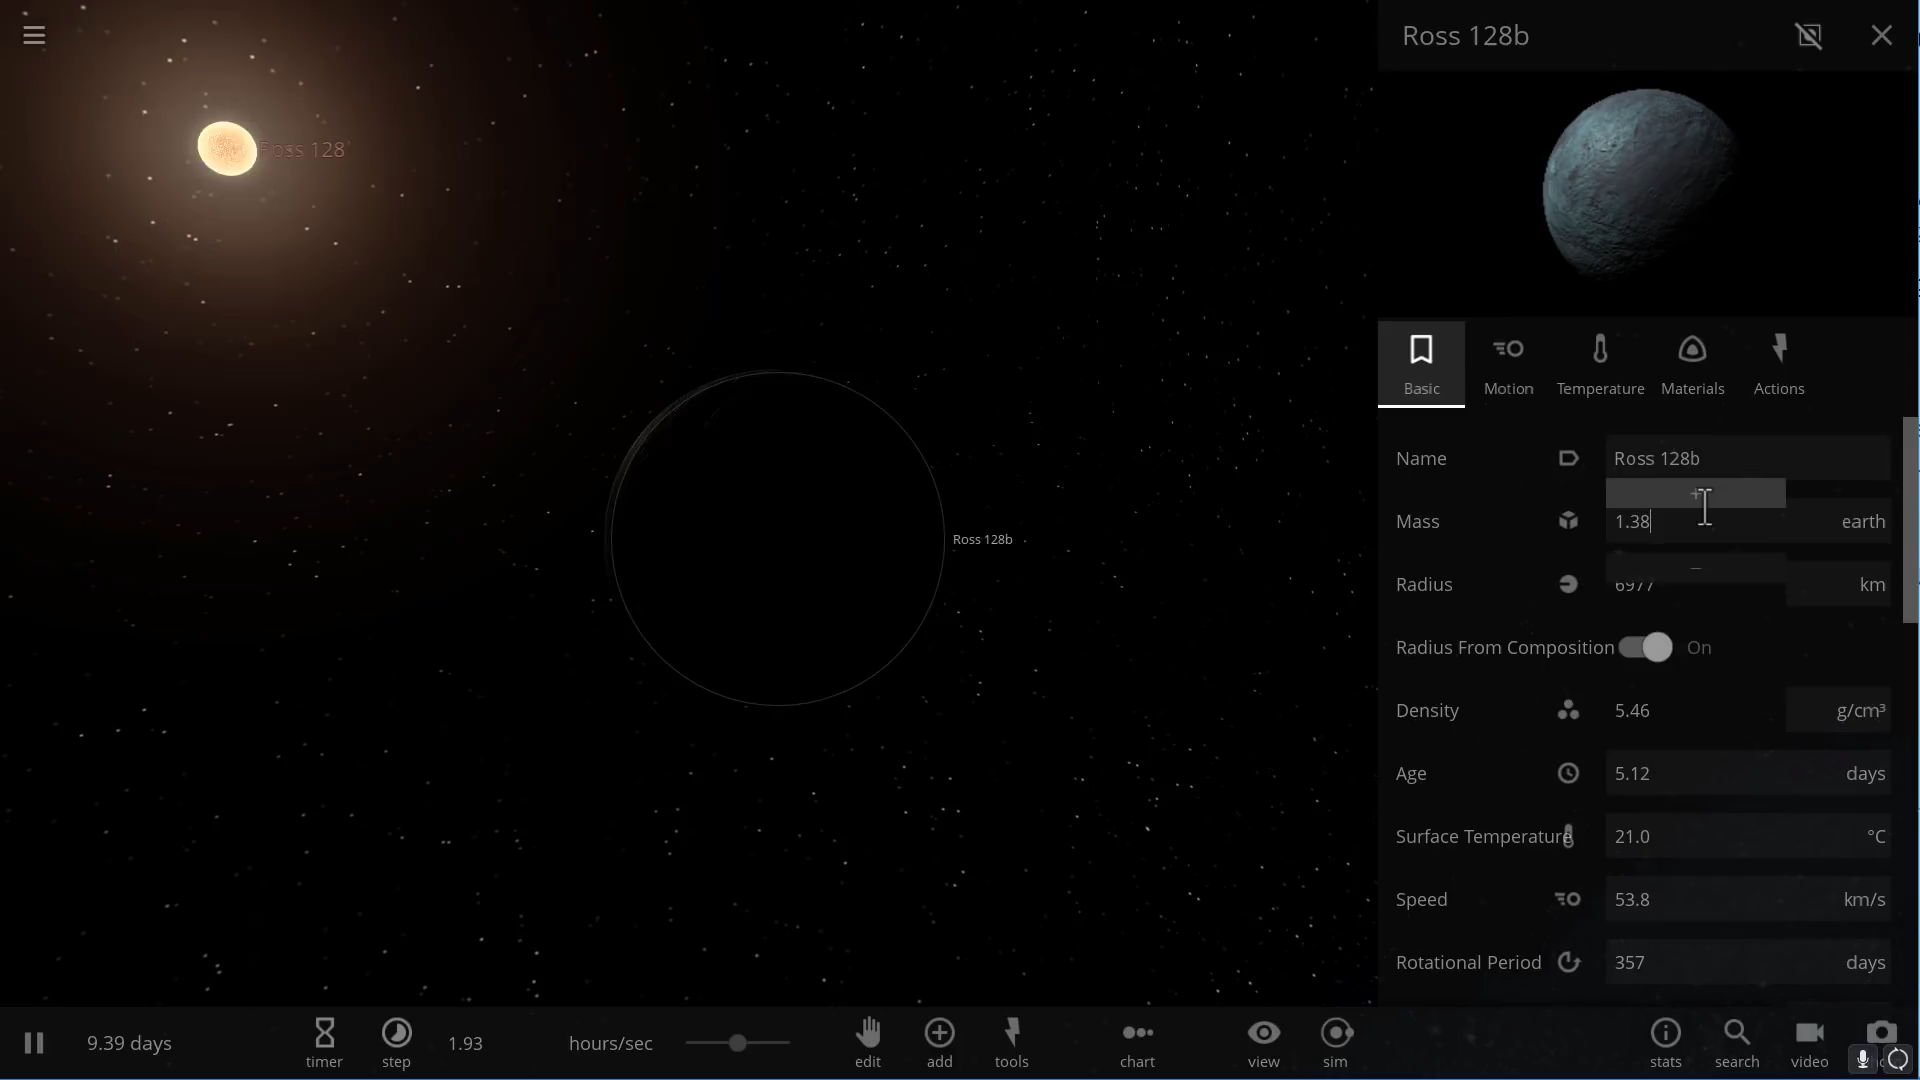 Ross 128b
Ross 128
Ross 128b
Basic
Motion
Temperature
Materials
Actions
Name
Ross 128b
+
Mass
1.38
earth
–
Radius
6977
km
Radius From Composition
On
Density
5.46
g/cm³
Age
5.12
days
Surface Temperature
21.0
°C
Speed
53.8
km/s
Rotational Period
357
days
9.39 days
timer
step
1.93
hours/sec
edit
add
tools
chart
view
sim
stats
search
video